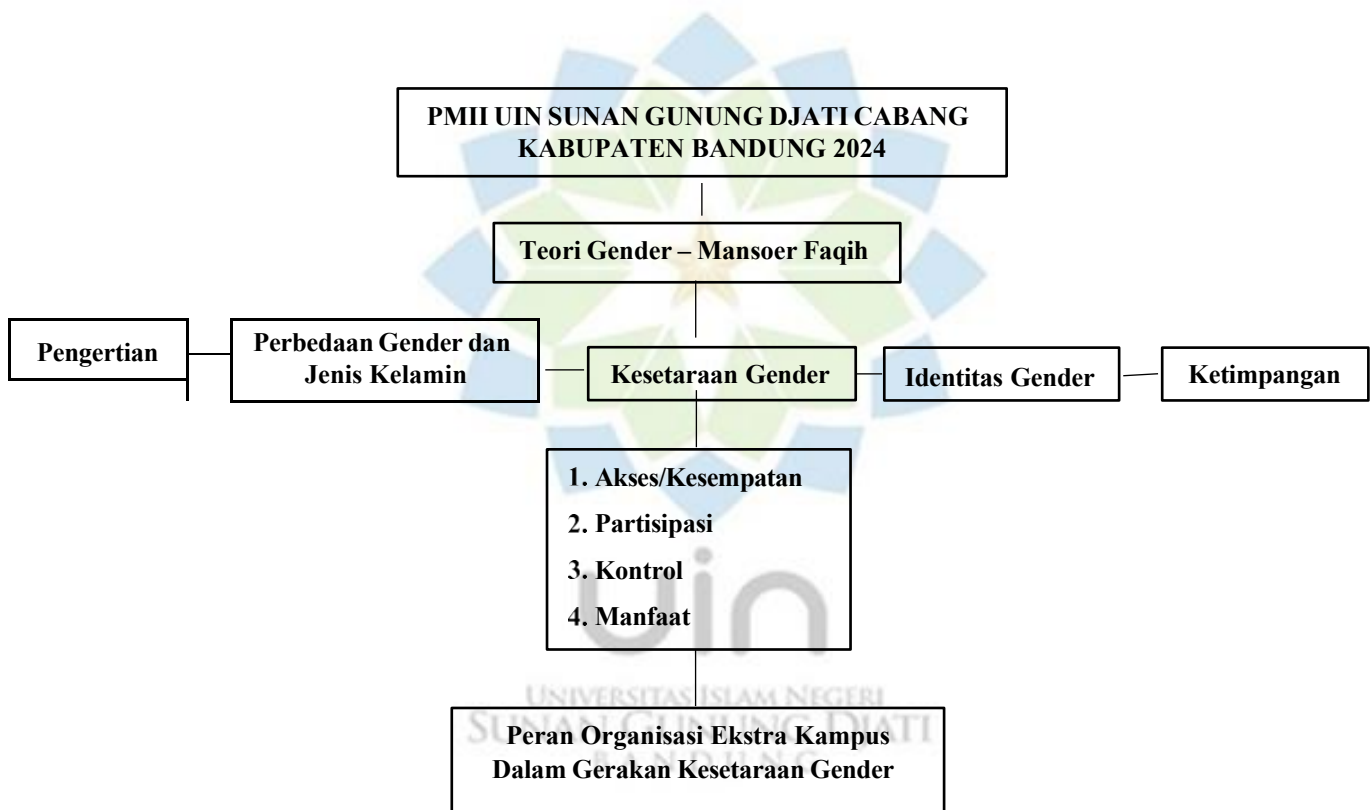 PMII UIN SUNAN GUNUNG DJATI CABANG
KABUPATEN BANDUNG 2024
Teori Gender – Mansoer Faqih
Pengertian
Perbedaan Gender dan
Jenis Kelamin
Kesetaraan Gender
Identitas Gender
Ketimpangan
1. Akses/Kesempatan
2. Partisipasi
3. Kontrol
4. Manfaat
uin
UNIVERSITAS ISLAM NEGERI
SUNAN GUNUNG DJATI
BANDUNG
Peran Organisasi Ekstra Kampus
Dalam Gerakan Kesetaraan Gender